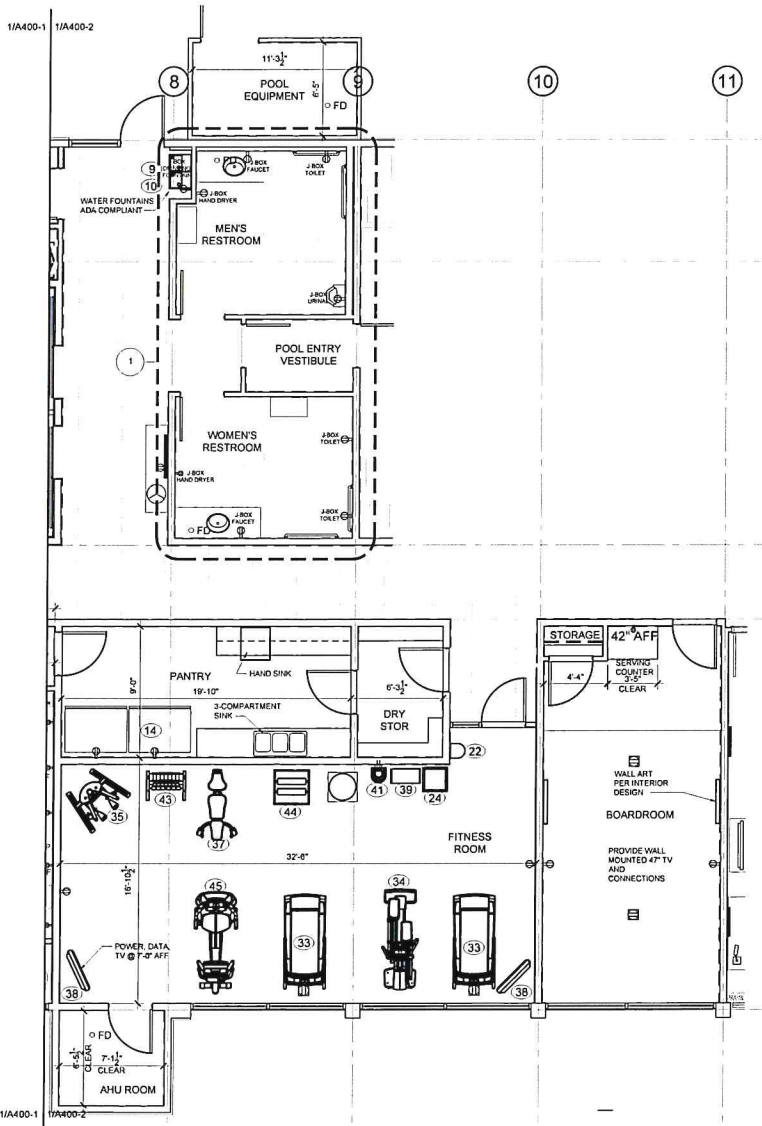 1/A400-1 1/A400-2
8
9
10
11
11'-3½"
POOL
EQUIPMENT
6'-5"
FD
9
10
BOX
WATER FOUNTAINS
ADA COMPLIANT
FD
J-BOX
FAUCET
J-BOX
TOILET
J-BOX
HAND DRYER
MEN'S
RESTROOM
J-BOX
URINAL
1
POOL ENTRY
VESTIBULE
WOMEN'S
RESTROOM
J-BOX
TOILET
J-BOX
HAND DRYER
J-BOX
FAUCET
FD
J-BOX
TOILET
STORAGE
42" AFF
SERVING
COUNTER
3'-5"
CLEAR
4'-4"
9'-0"
PANTRY
19'-10"
HAND SINK
3-COMPARTMENT
SINK
6'-3½"
DRY
STOR
14
22
35
43
37
44
41
39
24
FITNESS
ROOM
32'-6"
16'-10½"
WALL ART
PER INTERIOR
DESIGN
BOARDROOM
PROVIDE WALL
MOUNTED 47" TV
AND
CONNECTIONS
45
33
34
33
POWER, DATA,
TV @ 7'-0" AFF
38
38
FD
6'-5½"
CLEAR
7'-1½"
CLEAR
AHU ROOM
1/A400-1 1/A400-2